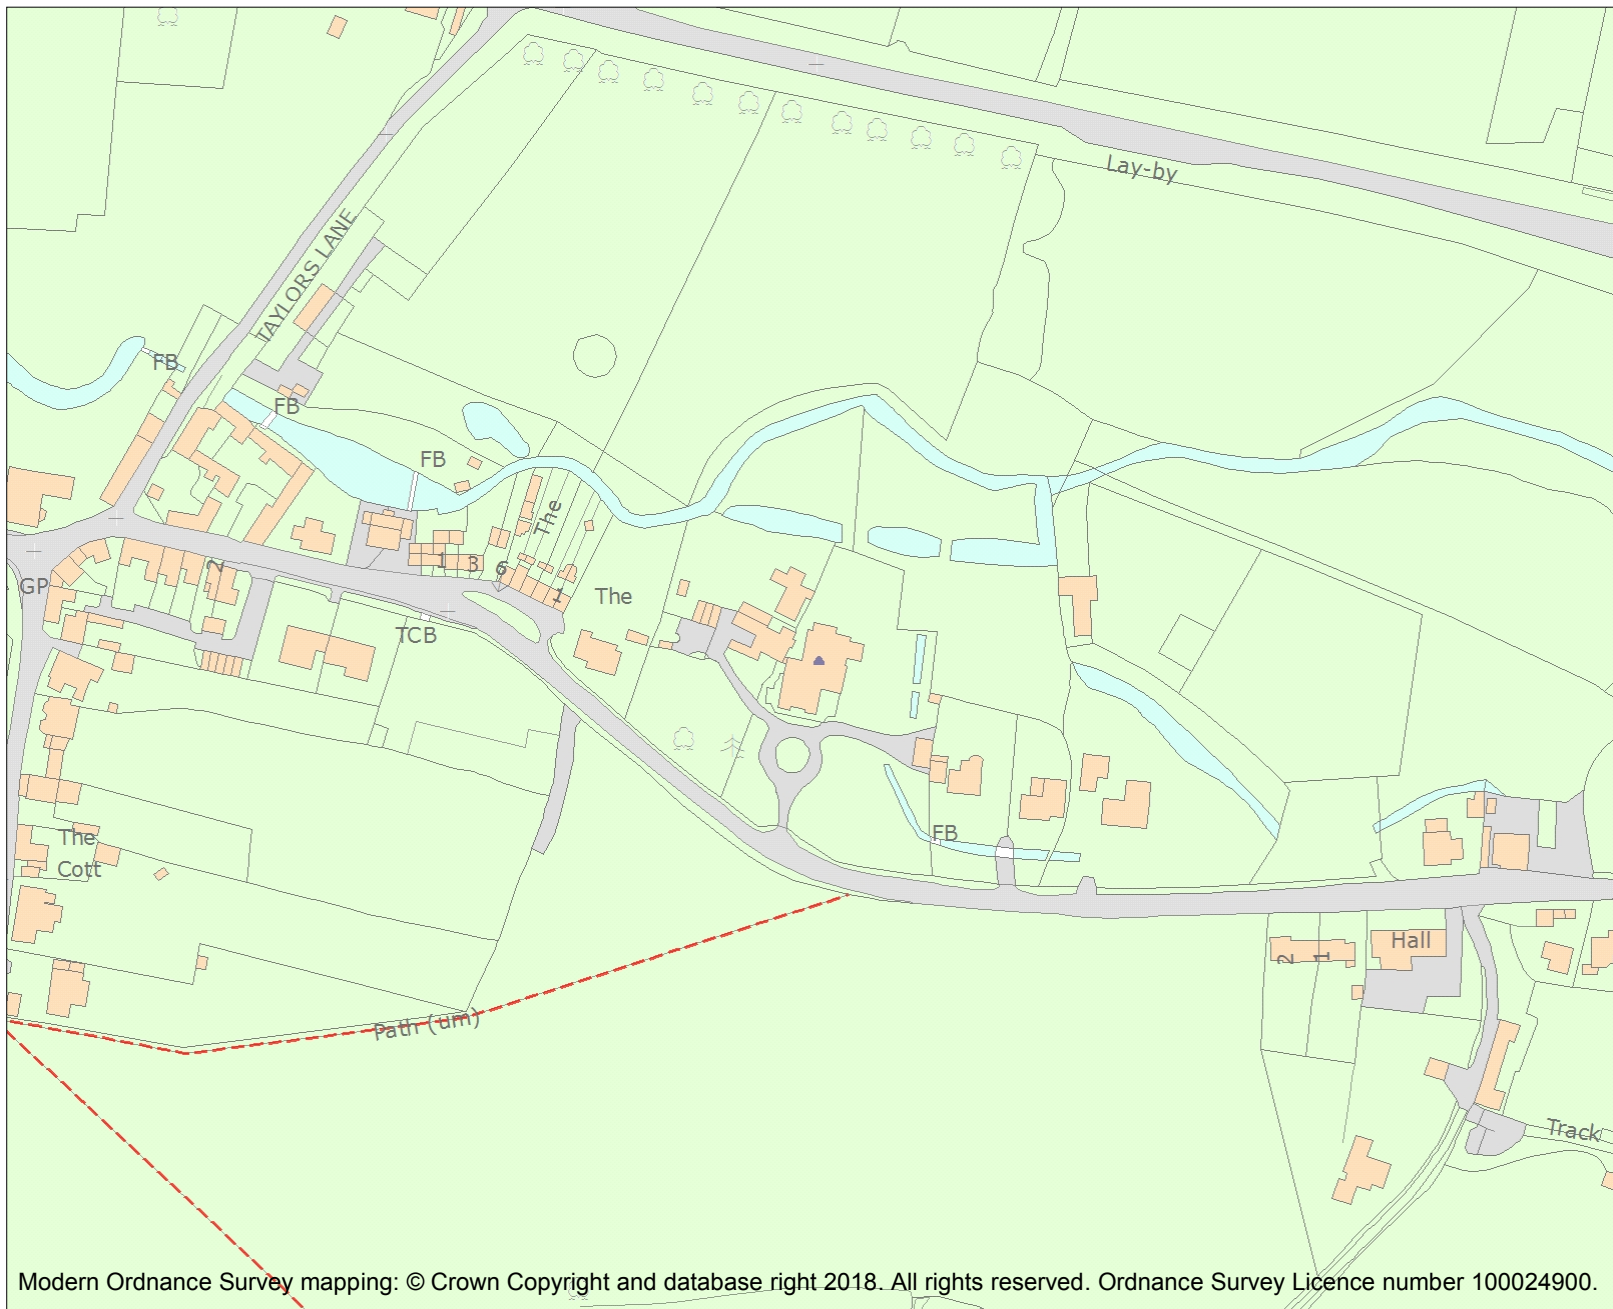 Lay-by
TAYLORS LANE
FB
FB
FB
The
1
3
6
1
The
2
GP
TCB
The
Cott
FB
Hall
2
1
Path (um)
Track
Modern Ordnance Survey mapping: © Crown Copyright and database right 2018. All rights reserved. Ordnance Survey Licence number 100024900.